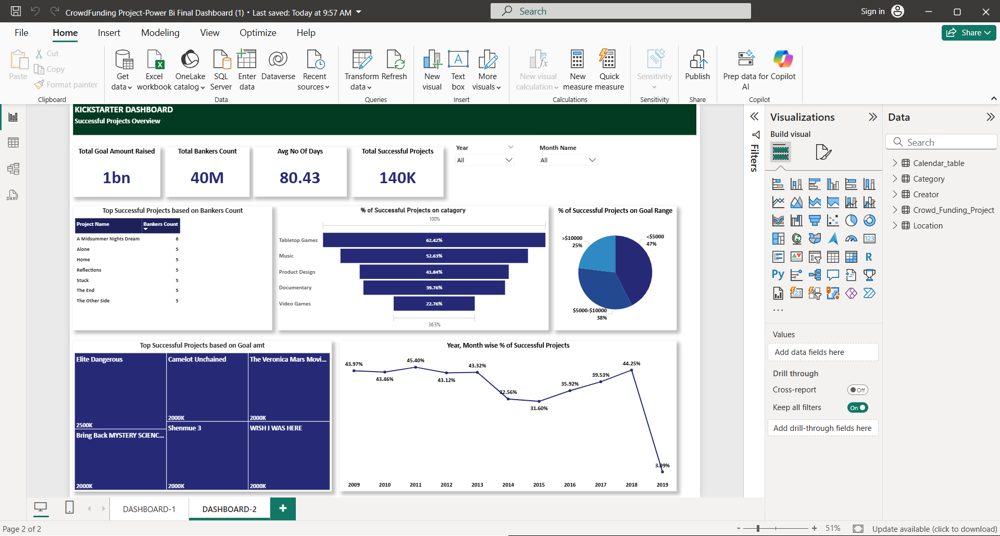 CrowdFunding Project-Power Bi Final Dashboard (1) • Last saved: Today at 9:57 AM
Search
Sign in
File
Home
Insert
Modeling
View
Optimize
Help
Share
Paste
Cut
Copy
Format painter
Clipboard
Get data
Excel workbook
OneLake catalog
SQL Server
Enter data
Dataverse
Recent sources
Data
Transform data
Refresh
Queries
New visual
A
Text box
More visuals
Insert
New visual calculation
New measure
Quick measure
Calculations
Sensitivity
Sensitivity
Publish
Share
Prep data for AI
Copilot
Copilot
KICKSTARTER DASHBOARD
Successful Projects Overview
Total Goal Amount Raised
1bn
Total Bankers Count
40M
Avg No Of Days
80.43
Total Successful Projects
140K
Year
All
Month Name
All
Top Successful Projects based on Bankers Count
Project Name Bankers Count
A Midsummer Nights Dream 6
Alone 5
Home 5
Reflections 5
Stuck 5
The End 5
The Other Side 5
% of Successful Projects on catagory
100%
Tabletop Games 62.42%
Music 52.63%
Product Design 41.84%
Documentary 39.76%
Video Games 22.76%
36.5%
% of Successful Projects on Goal Range
>$10000
25%
<$5000
47%
$5000-$10000
38%
Top Successful Projects based on Goal amt
Elite Dangerous
2500K
Bring Back MYSTERY SCIENC...
2000K
Camelot Unchained
2000K
Shenmue 3
2000K
The Veronica Mars Movi...
2000K
WISH I WAS HERE
2000K
Year, Month wise % of Successful Projects
43.97%
43.46%
45.40%
43.12%
43.32%
32.56%
31.60%
35.92%
39.53%
44.25%
3.09%
2009 2010 2011 2012 2013 2014 2015 2016 2017 2018 2019
Filters
Visualizations
Build visual
123
R
Py
123
...
Values
Add data fields here
Drill through
Cross-report
Off
Keep all filters
On
Add drill-through fields here
Data
Search
Calendar_table
Category
Creator
Crowd_Funding_Project
Location
DAX
DASHBOARD-1
DASHBOARD-2
+
Page 2 of 2
- + 51%
Update available (click to download)